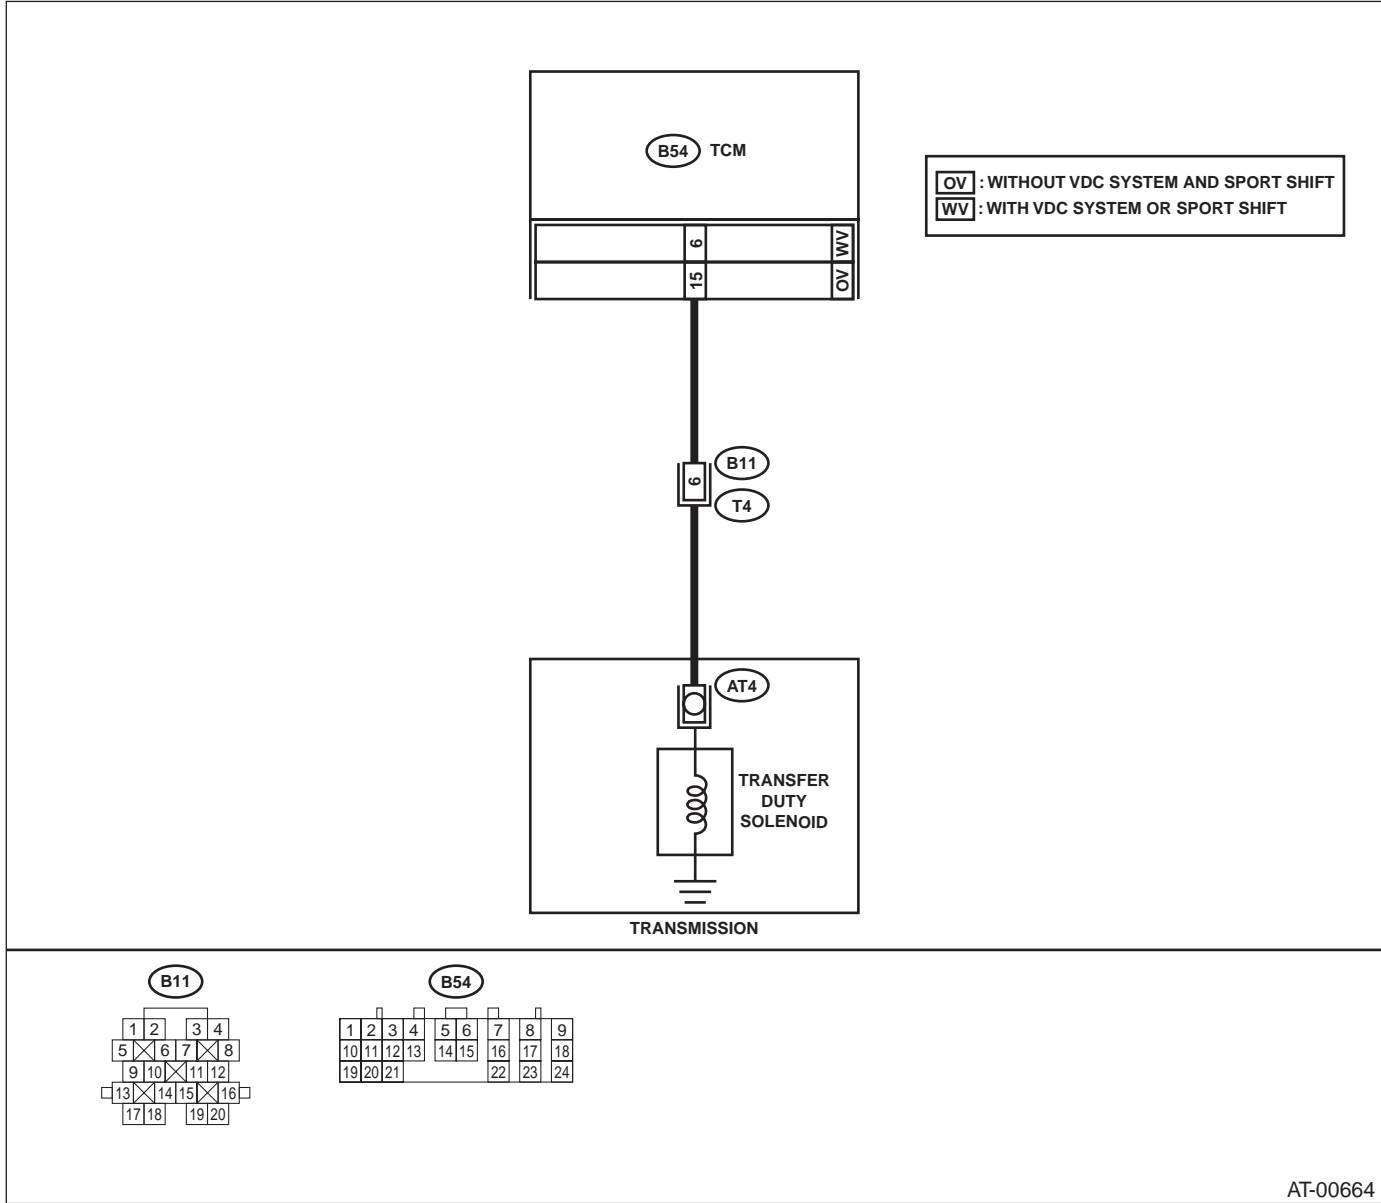 B54 TCM
OV : WITHOUT VDC SYSTEM AND SPORT SHIFT
WV : WITH VDC SYSTEM OR SPORT SHIFT
6 WV
15 OV
B11
6
T4
AT4
TRANSFER
DUTY
SOLENOID
TRANSMISSION
B11
1 2 3 4
5 6 7 8
9 10 11 12
13 14 15 16
17 18 19 20
B54
1 2 3 4 5 6 7 8 9
10 11 12 13 14 15 16 17 18
19 20 21 22 23 24
AT-00664